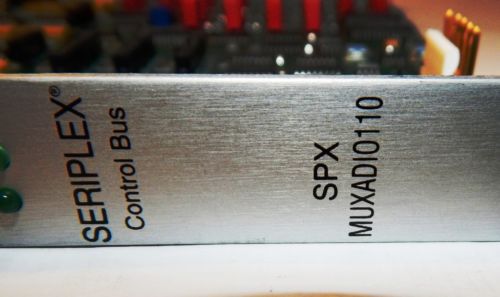 SERIPLEX®
Control Bus
SPX
MUXADIO110